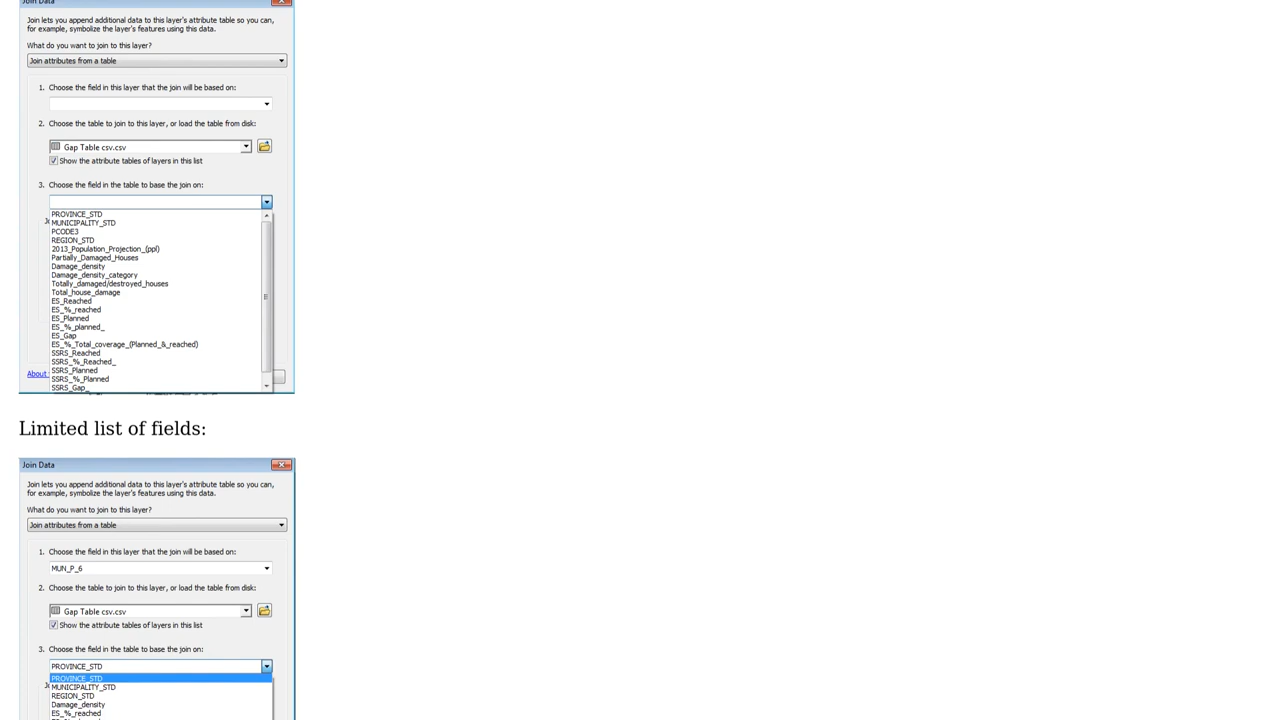 Join Data
Join lets you append additional data to this layer's attribute table so you can,
for example, symbolize the layer's features using this data.
What do you want to join to this layer?
Join attributes from a table
1. Choose the field in this layer that the join will be based on:
2. Choose the table to join to this layer, or load the table from disk:
Gap Table csv.csv
Show the attribute tables of layers in this list
3. Choose the field in the table to base the join on:
PROVINCE_STD
MUNICIPALITY_STD
PCODE3
REGION_STD
2013_Population_Projection_(ppl)
Partially_Damaged_Houses
Damage_density
Damage_density_category
Totally_damaged/destroyed_houses
Total_house_damage
ES_Reached
ES_%_reached
ES_Planned
ES_%_planned_
ES_Gap
ES_%_Total_coverage_(Planned_&_reached)
SSRS_Reached
SSRS_%_Reached_
SSRS_Planned
SSRS_%_Planned
SSRS_Gap_
About
Limited list of fields:
Join Data
Join lets you append additional data to this layer's attribute table so you can,
for example, symbolize the layer's features using this data.
What do you want to join to this layer?
Join attributes from a table
1. Choose the field in this layer that the join will be based on:
MUN_P_6
2. Choose the table to join to this layer, or load the table from disk:
Gap Table csv.csv
Show the attribute tables of layers in this list
3. Choose the field in the table to base the join on:
PROVINCE_STD
PROVINCE_STD
MUNICIPALITY_STD
REGION_STD
Damage_density
ES_%_reached